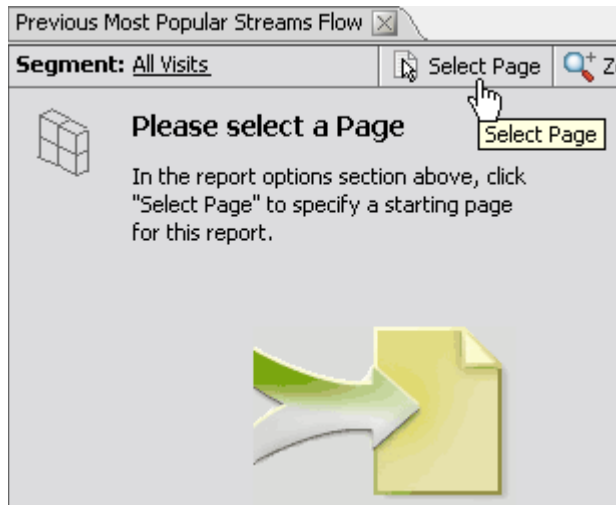 Previous Most Popular Streams Flow
Segment: All Visits
Select Page
Select Page
Please select a Page
In the report options section above, click
"Select Page" to specify a starting page
for this report.